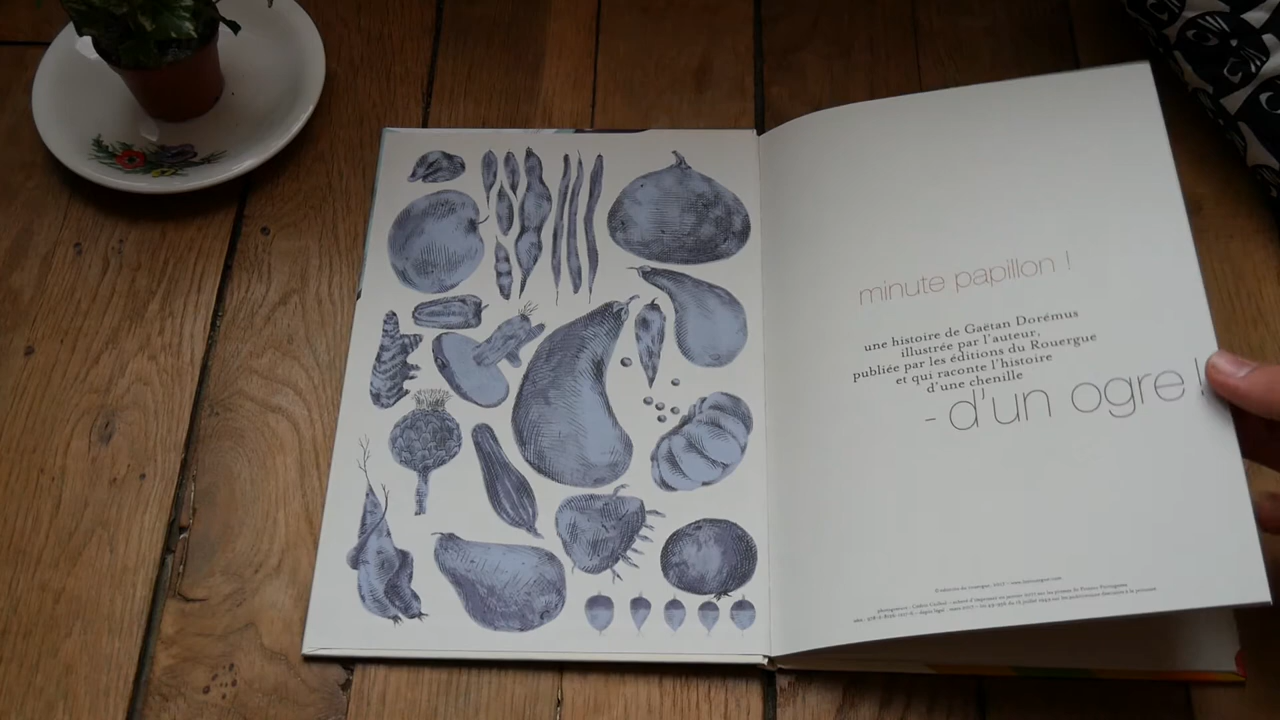 minute papillon !
une histoire de Gaëtan Dorémus
illustrée par l'auteur,
publiée par les éditions du Rouergue
et qui raconte l'histoire
d'une chenille
- d'un ogre !